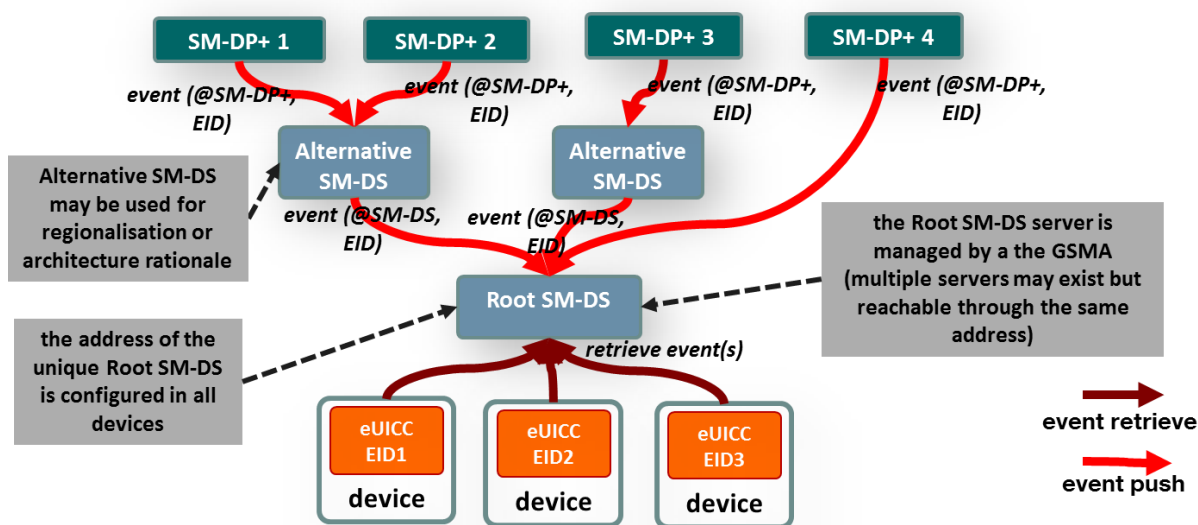 SM-DP+ 1
SM-DP+ 2
SM-DP+ 3
SM-DP+ 4
event (@SM-DP+,
EID)
event (@SM-DP+,
EID)
event (@SM-DP+,
EID)
event (@SM-DP+,
EID)
Alternative
SM-DS
Alternative
SM-DS
Alternative SM-DS
may be used for
regionalisation or
architecture rationale
event (@SM-DS,
EID)
event (@SM-DS,
EID)
the Root SM-DS server is
managed by a the GSMA
(multiple servers may exist but
reachable through the same
address)
Root SM-DS
the address of the
unique Root SM-DS
is configured in all
devices
retrieve event(s)
eUICC
EID1
device
eUICC
EID2
device
eUICC
EID3
device
event retrieve
event push